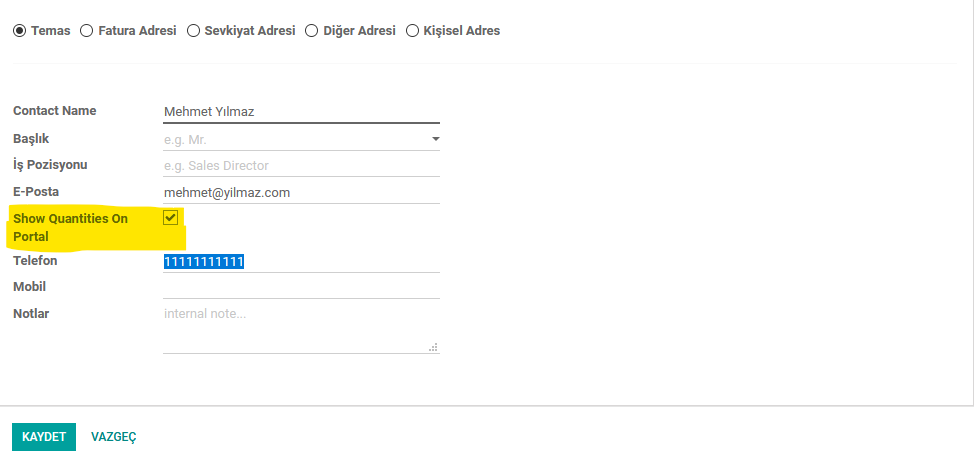 Temas Fatura Adresi Sevkiyat Adresi Diğer Adresi Kişisel Adres
Contact Name Mehmet Yılmaz
Başlık e.g. Mr.
İş Pozisyonu e.g. Sales Director
E-Posta mehmet@yilmaz.com
Show Quantities On
Portal
Telefon 11111111111
Mobil
Notlar internal note...
KAYDET VAZGEÇ